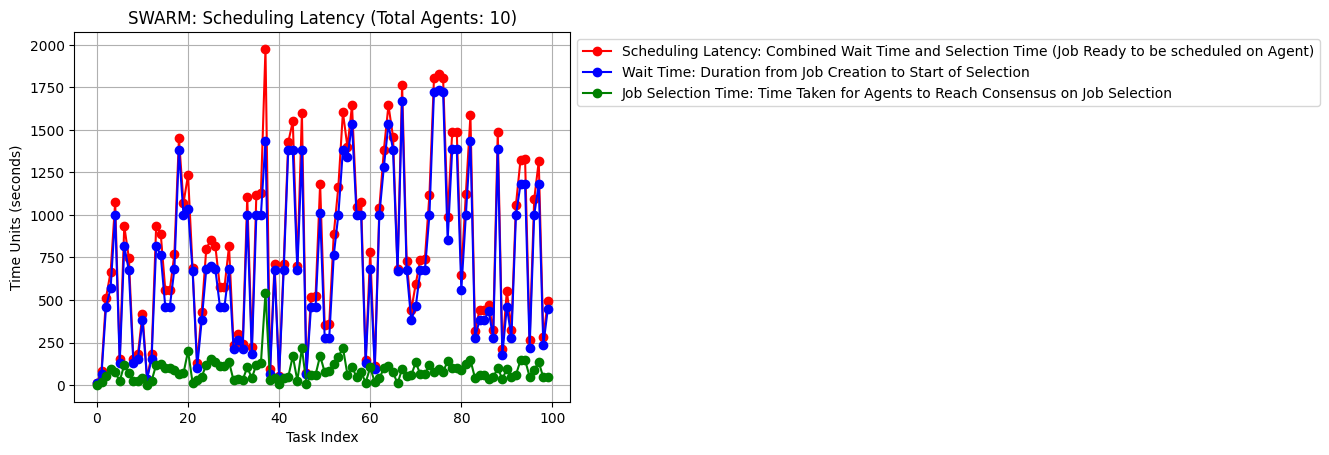 SWARM: Scheduling Latency (Total Agents: 10)
Scheduling Latency: Combined Wait Time and Selection Time (Job Ready to be scheduled on Agent)
Wait Time: Duration from Job Creation to Start of Selection
Job Selection Time: Time Taken for Agents to Reach Consensus on Job Selection
Time Units (seconds)
2000
1750
1500
1250
1000
750
500
250
0
0 20 40 60 80 100
Task Index